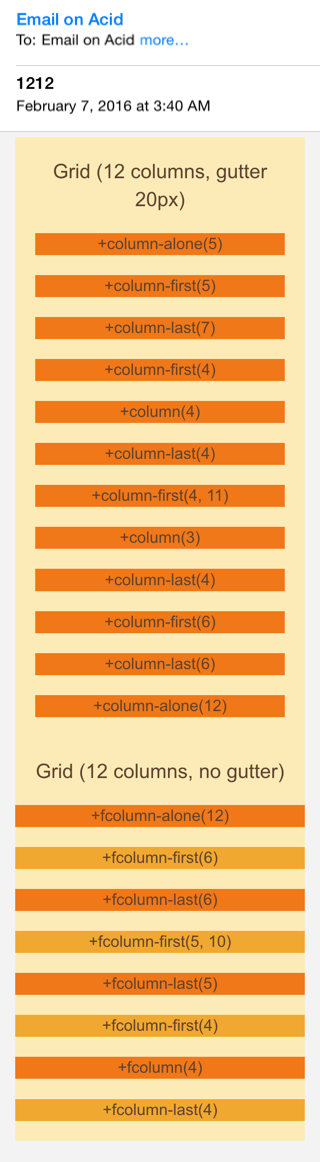 Email on Acid
To: Email on Acid more...
1212
February 7, 2016 at 3:40 AM
Grid (12 columns, gutter
20px)
+column-alone(5)
+column-first(5)
+column-last(7)
+column-first(4)
+column(4)
+column-last(4)
+column-first(4, 11)
+column(3)
+column-last(4)
+column-first(6)
+column-last(6)
+column-alone(12)
Grid (12 columns, no gutter)
+fcolumn-alone(12)
+fcolumn-first(6)
+fcolumn-last(6)
+fcolumn-first(5, 10)
+fcolumn-last(5)
+fcolumn-first(4)
+fcolumn(4)
+fcolumn-last(4)